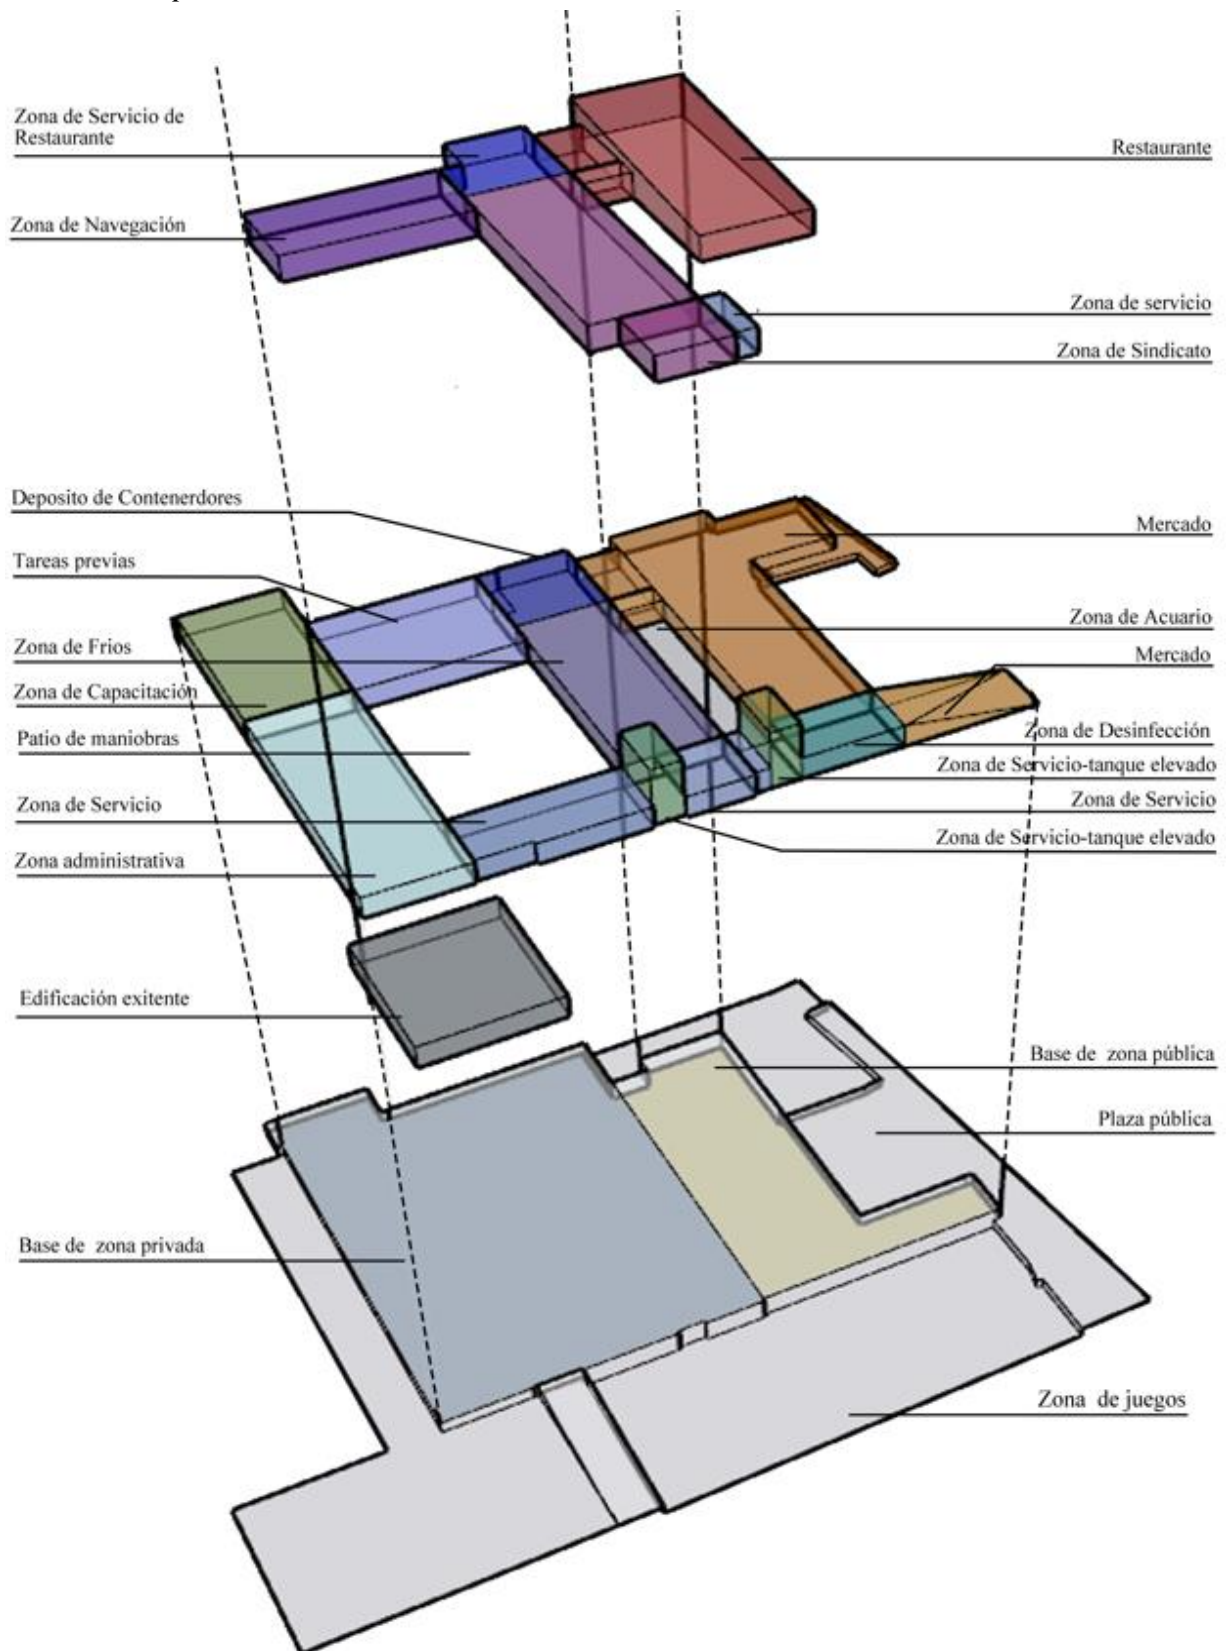 Zona de Servicio de
Restaurante
Restaurante
Zona de Navegación
Zona de servicio
Zona de Sindicato
Deposito de Contenerdores
Mercado
Tareas previas
Zona de Acuario
Zona de Frios
Mercado
Zona de Capacitación
Patio de maniobras
Zona de Desinfección
Zona de Servicio-tanque elevado
Zona de Servicio
Zona de Servicio
Zona de Servicio-tanque elevado
Zona administrativa
Edificación exitente
Base de zona pública
Plaza pública
Base de zona privada
Zona de juegos